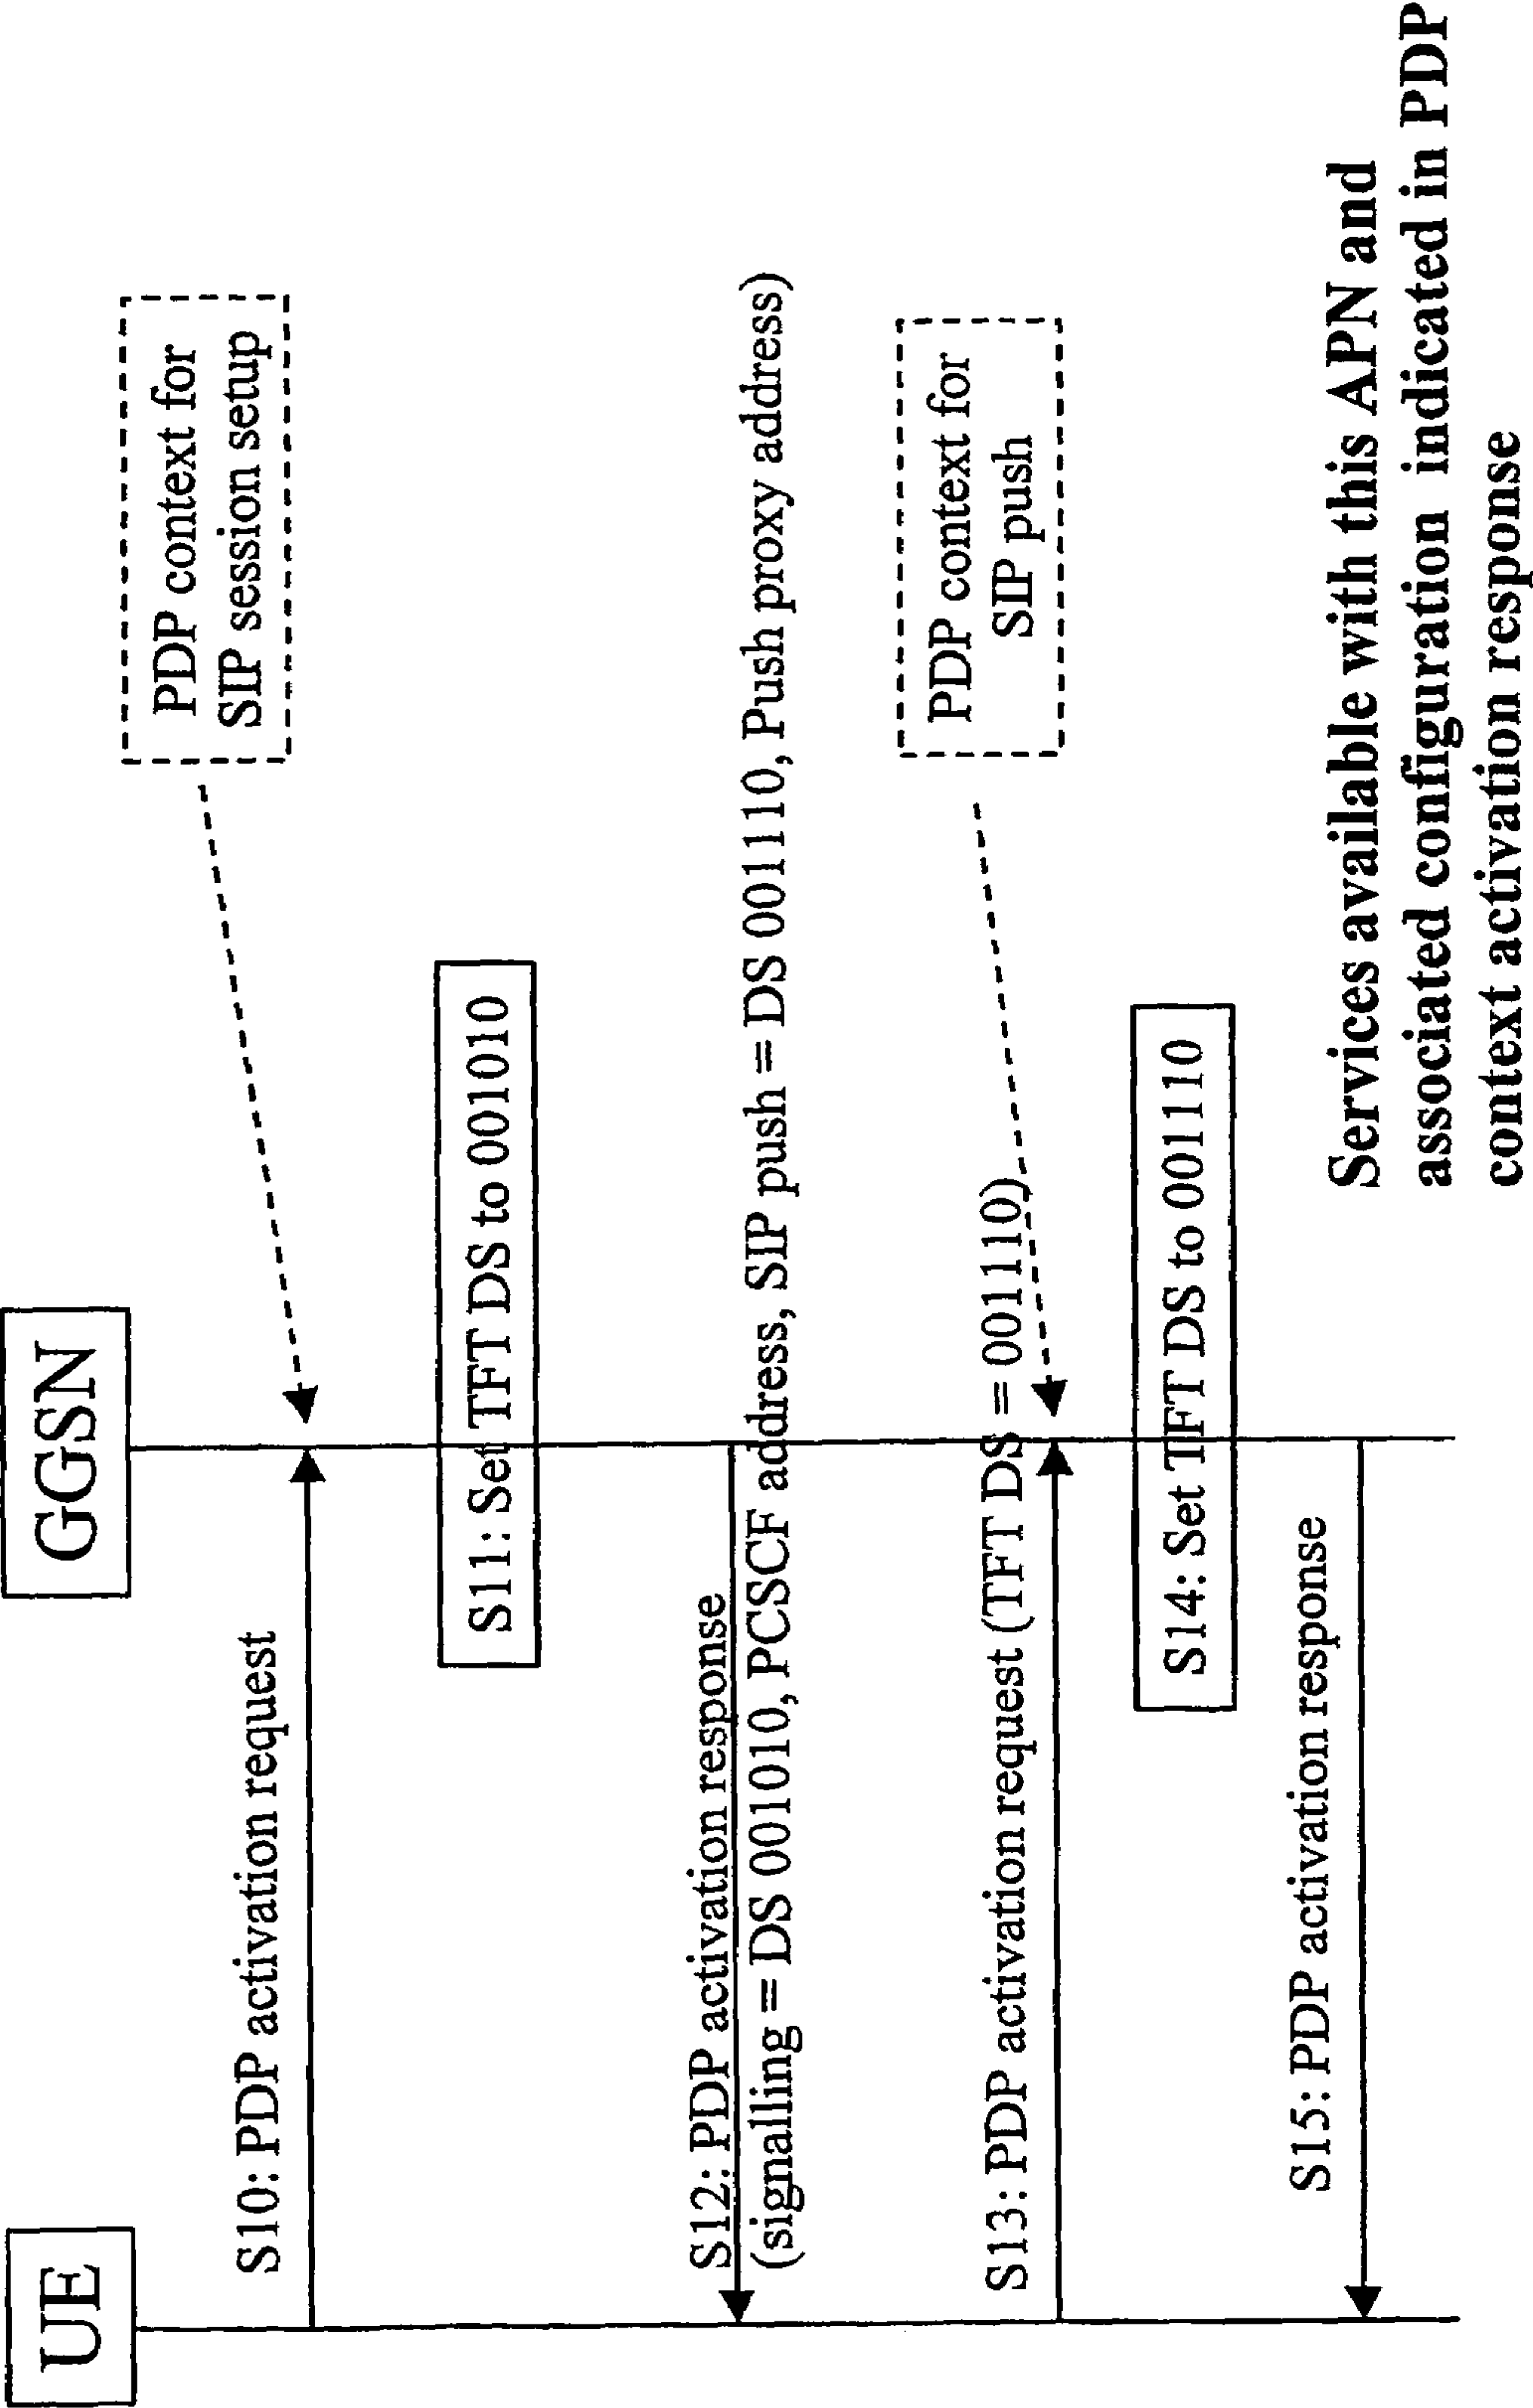 UE
GGSN
S10: PDP activation request
PDP context for
SIP session setup
S11: Set TFT DS to 001010
S12: PDP activation response
(signalling = DS 001010, PCSCF address, SIP push = DS 001110, Push proxy address)
PDP context for
SIP push
S13: PDP activation request (TFT DS = 001110)
S14: Set TFT DS to 001110
S15: PDP activation response
Services available with this APN and
associated configuration indicated in PDP
context activation response